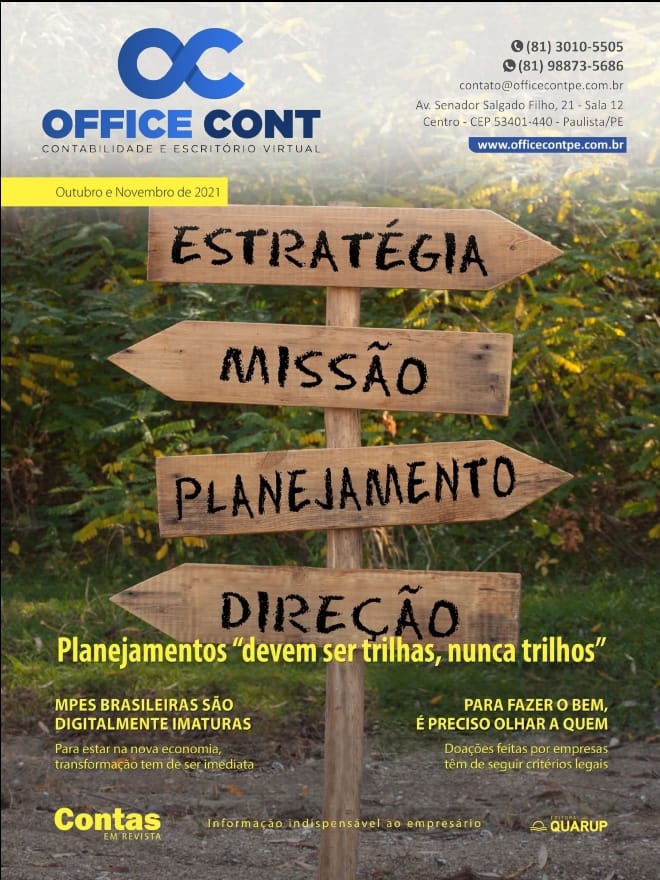 OC
OFFICE CONT
CONTABILIDADE E ESCRITÓRIO VIRTUAL
(81) 3010-5505
(81) 98873-5686
contato@officecontpe.com.br
Av. Senador Salgado Filho, 21 - Sala 12
Centro - CEP 53401-440 - Paulista/PE
www.officecontpe.com.br
Outubro e Novembro de 2021
ESTRATÉGIA
MISSÃO
PLANEJAMENTO
DIREÇÃO
Planejamentos “devem ser trilhas, nunca trilhos”
MPES BRASILEIRAS SÃO
DIGITALMENTE IMATURAS
Para estar na nova economia,
transformação tem de ser imediata
PARA FAZER O BEM,
É PRECISO OLHAR A QUEM
Doações feitas por empresas
têm de seguir critérios legais
Contas
EM REVISTA
Informação indispensável ao empresário
EDITORA
QUARUP